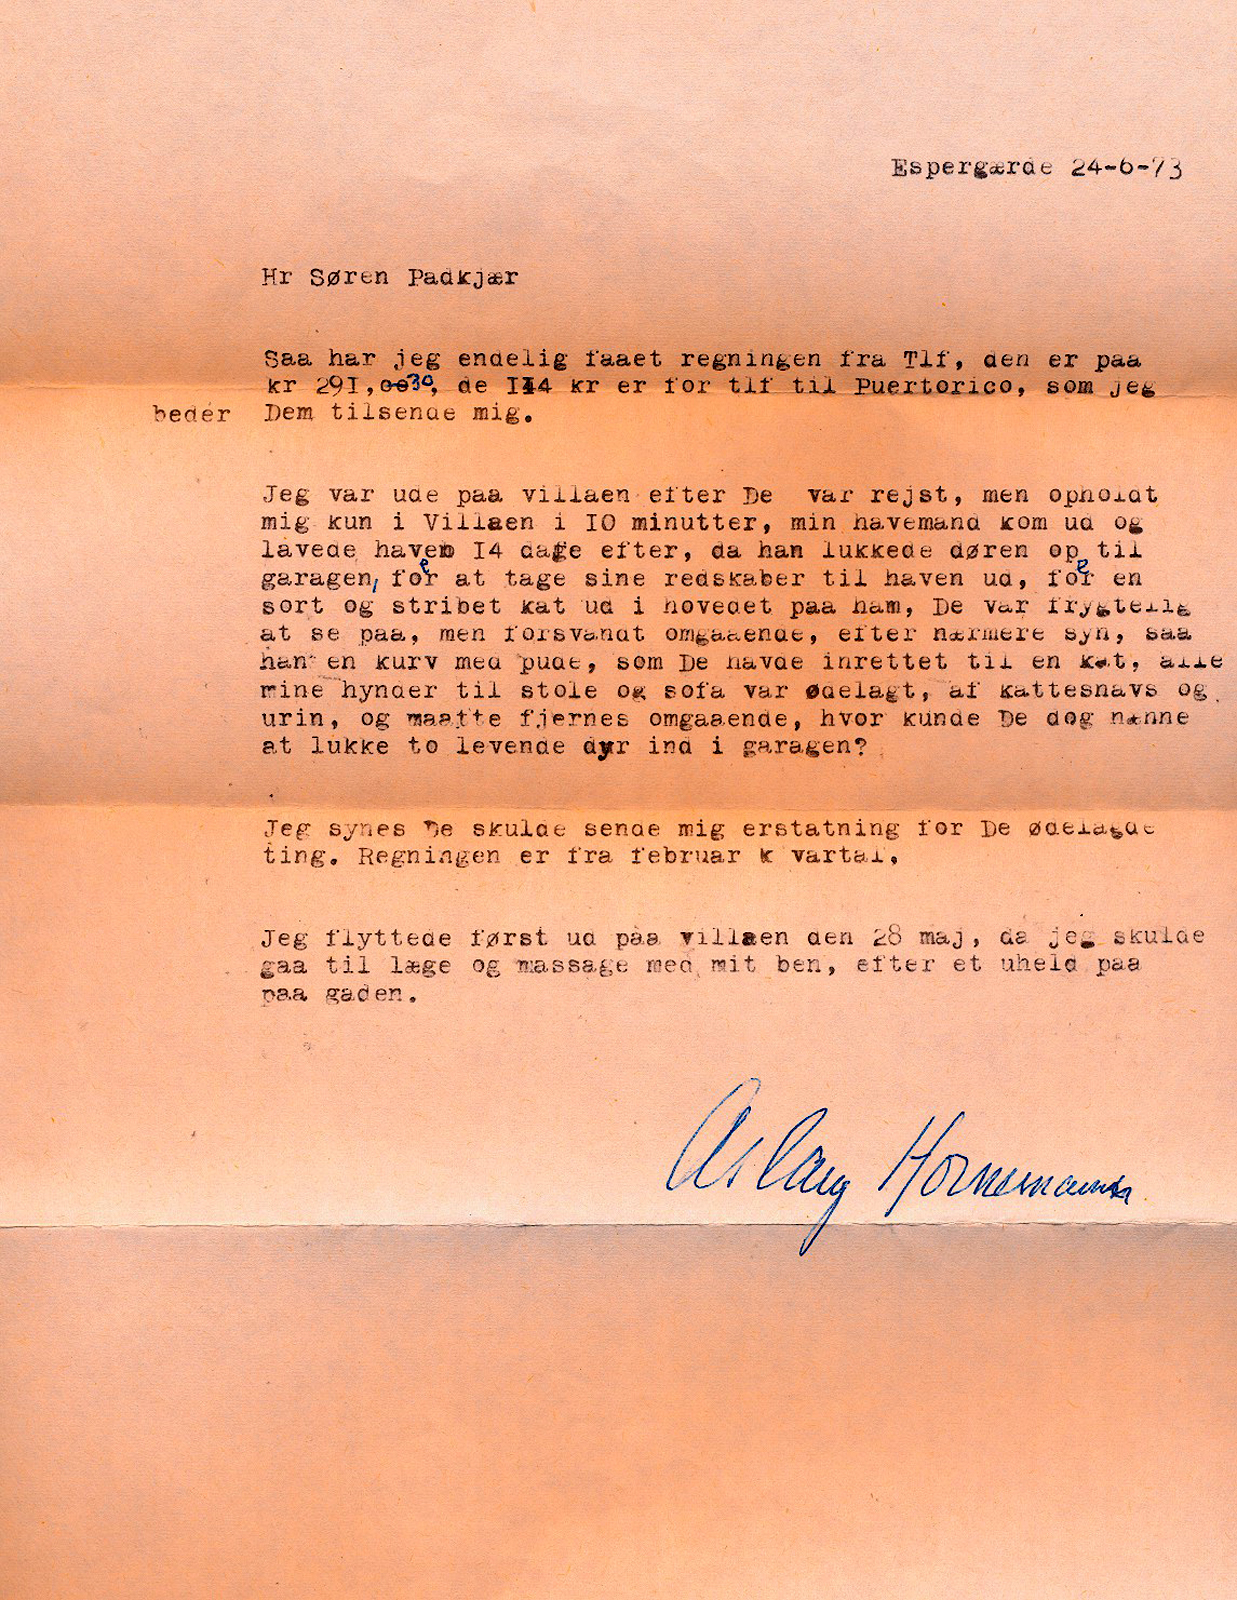 Espergærde 24-6-73
Hr Søren Padkjær
Saa har jeg endelig faaet regningen fra Tlf, den er paa
kr 291,0030, de 114 kr er for tlf til Puertorico, som jeg
beder Dem tilsende mig.
Jeg var ude paa villaen efter De var rejst, men opholdt
mig kun i Villaen i IO minutter, min havemand kom ud og
lavede haven I4 dage efter, da han lukkede døren op til
garagen, for at tage sine redskaber til haven ud, for en
sort og stribet kat ud i hovedet paa ham, De var frygtelig
at se paa, men forsvandt omgaaende, efter nærmere syn, saa
han en kurv med pude, som De havde inrettet til en kat, alle
mine hynder til stole og sofa var ødelagt, af kattesnavs og
urin, og maatte fjernes omgaaende, hvor kunde De dog nænne
at lukke to levende dyr ind i garagen?
Jeg synes De skulde sende mig erstatning for De ødelagde
ting. Regningen er fra februar k vartal,
Jeg flyttede først ud paa villaen den 28 maj, da jeg skulde
gaa til læge og massage med mit ben, efter et uheld paa
paa gaden.
Aslaug Hornemann